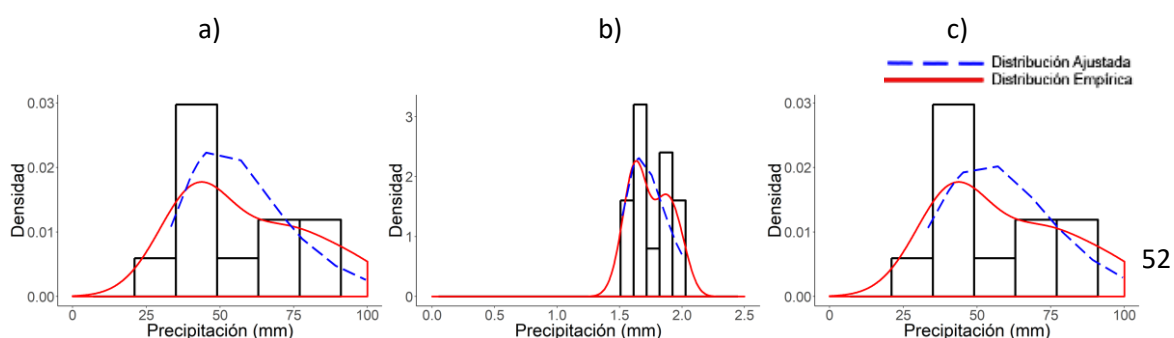 a)
b)
c)
Distribución Ajustada
Distribución Empírica
Densidad
0.03
0.02
0.01
0.00
0
25
50
75
100
Precipitación (mm)
Densidad
3
2
1
0
0.0
0.5
1.0
1.5
2.0
2.5
Precipitación (mm)
Densidad
0.03
0.02
0.01
0.00
0
25
50
75
100
Precipitación (mm)
52